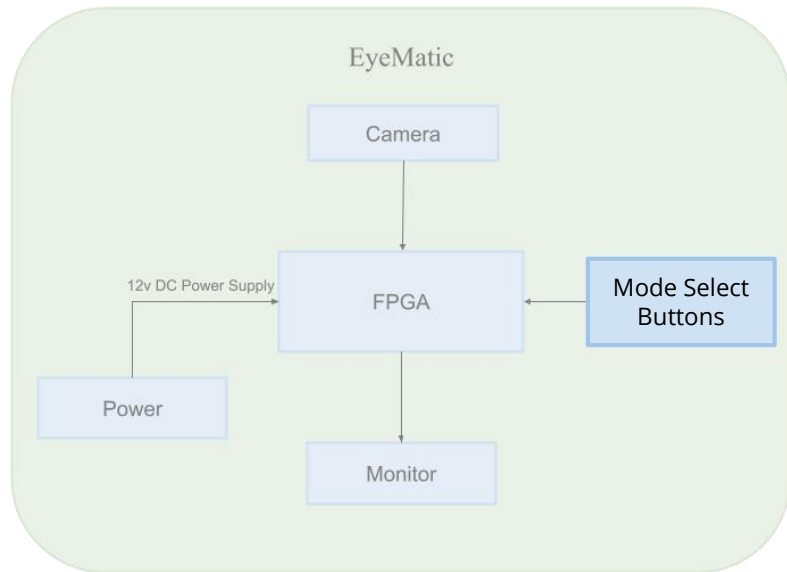 EyeMatic
Camera
12v DC Power Supply
FPGA
Mode Select
Buttons
Power
Monitor